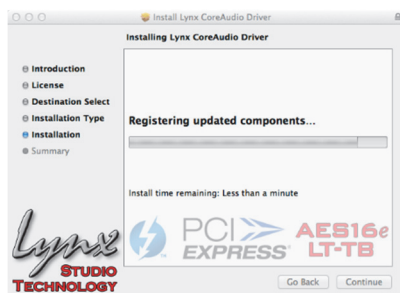 Install Lynx CoreAudio Driver
Installing Lynx CoreAudio Driver
Introduction
License
Destination Select
Installation Type
Installation
Summary
Registering updated components...
Install time remaining: Less than a minute
Lynx
STUDIO
TECHNOLOGY
PCI
EXPRESS
AES16e
LT-TB
Go Back
Continue